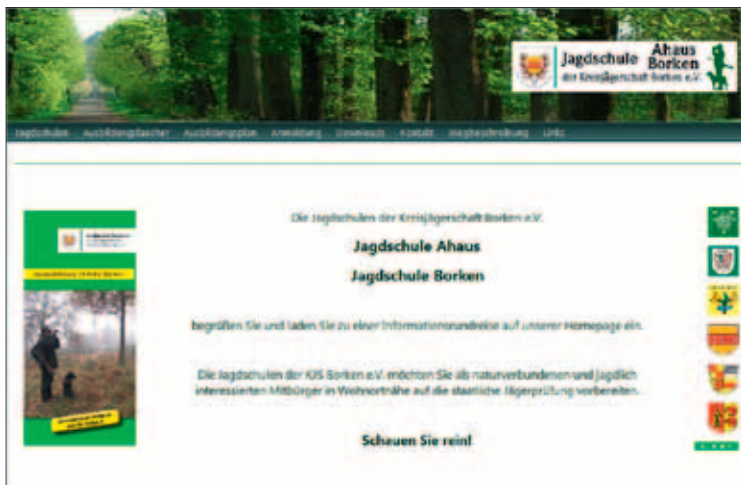 Jagdschule Ahaus Borken
der Kreisjägerschaft Borken e.V.
Jagdschulen Ausbildungsfächer Ausbildungsplan Anmeldung Downloads Kontakt Wegbeschreibung Links
Die Jagdschulen der Kreisjägerschaft Borken e.V.
Jagdschule Ahaus
Jagdschule Borken
begrüßen Sie und laden Sie zu einer Informationsrundreise auf unserer Homepage ein.
Die Jagdschulen der KJS Borken e.V. möchten Sie als naturverbundenen und jagdlich
interessierten Mitbürger in Wohnortnähe auf die staatliche Jägerprüfung vorbereiten.
Schauen Sie rein!